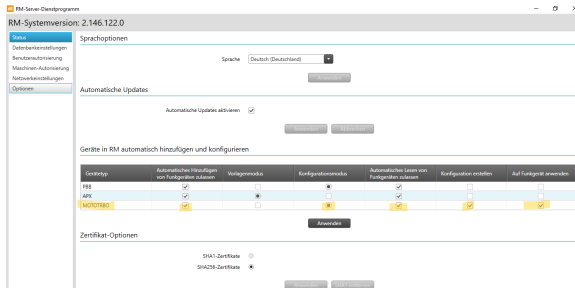 RM-Server-Dienstprogramm
RM-Systemversion: 2.146.122.0
Status
Datenbankeinstellungen
Benutzerautorisierung
Maschinen-Autorisierung
Netzwerkeinstellungen
Optionen
Sprachoptionen
Sprache Deutsch (Deutschland)
Anwenden
Automatische Updates
Automatische Updates aktivieren
Geräte in RM automatisch hinzufügen und konfigurieren
Gerätetyp Automatisches Hinzufügen von Funkgeräten zulassen Vorlagenmodus Konfigurationsmodus Automatisches Lesen von Funkgeräten zulassen Konfiguration erstellen Auf Funkgerät anwenden
PBB
APX
MOTOTRBO
Anwenden
Zertifikat-Optionen
SHA1-Zertifikate
SHA256-Zertifikate